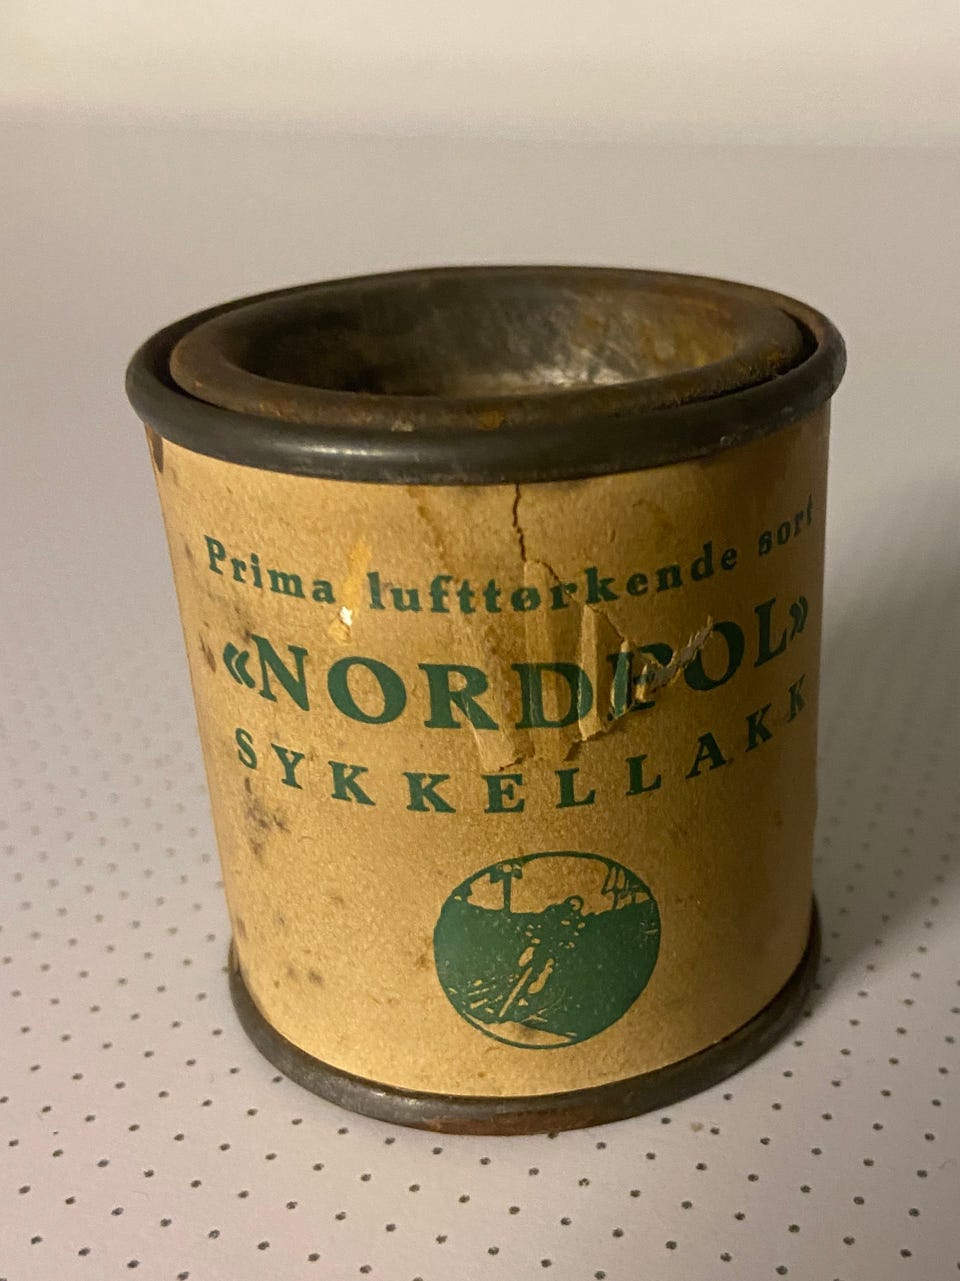 Prima lufttørkende sort
«NORDPOL»
SYKKELLAKK